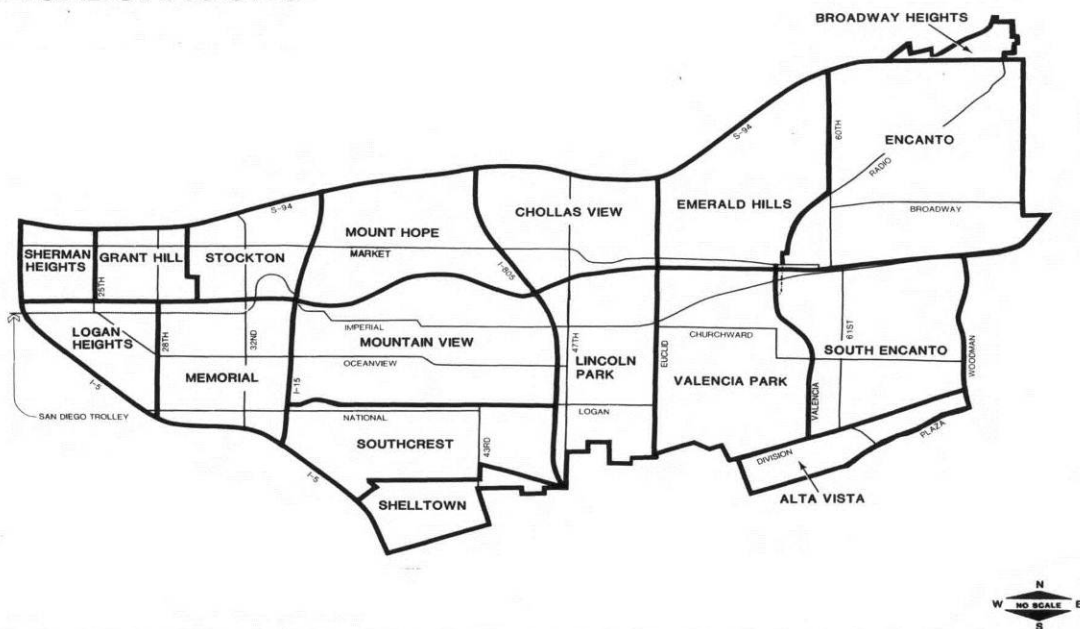 BROADWAY HEIGHTS
S-94
60TH
ENCANTO
RADIO
BROADWAY
EMERALD HILLS
CHOLLAS VIEW
S-94
MOUNT HOPE
MARKET
I-805
SHERMAN
HEIGHTS
25TH
GRANT HILL
STOCKTON
LOGAN
HEIGHTS
28TH
32ND
IMPERIAL
MOUNTAIN VIEW
OCEANVIEW
47TH
LINCOLN
PARK
EUCLID
CHURCHWARD
VALENCIA PARK
61ST
SOUTH ENCANTO
WOODMAN
VALENCIA
MEMORIAL
I-15
I-5
SAN DIEGO TROLLEY
NATIONAL
LOGAN
SOUTHCREST
43RD
I-5
SHELLTOWN
DIVISION
PLAZA
ALTA VISTA
N
W NO SCALE E
S